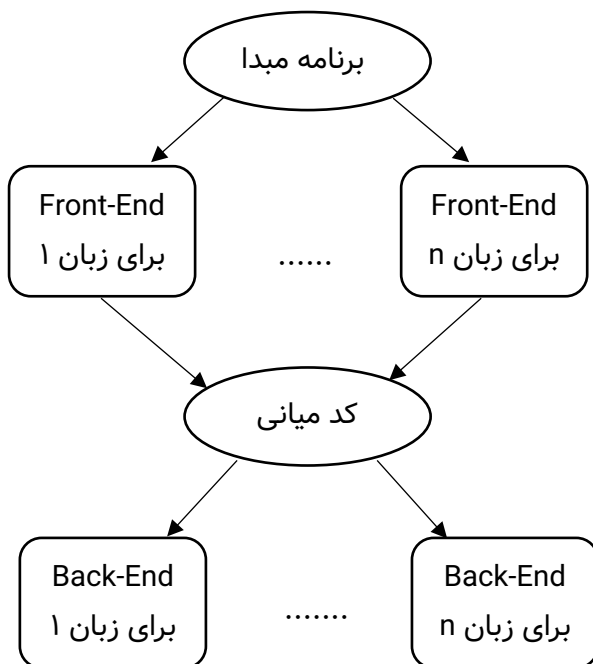 برنامه مبدا
Front-End
برای زبان ۱
......
Front-End
برای زبان n
کد میانی
Back-End
برای زبان ۱
.......
Back-End
برای زبان n